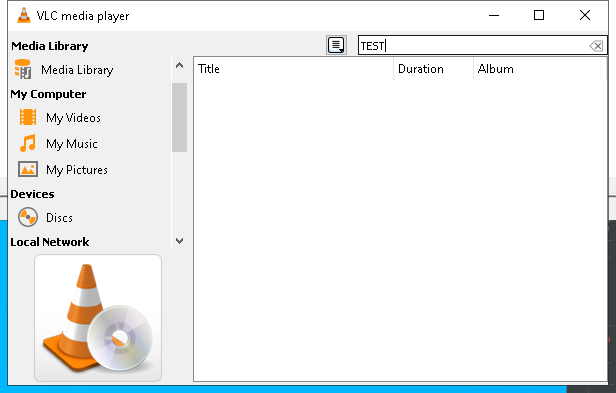 VLC media player
Media Library
TEST
Media Library
My Computer
My Videos
My Music
My Pictures
Devices
Discs
Local Network
Title Duration Album